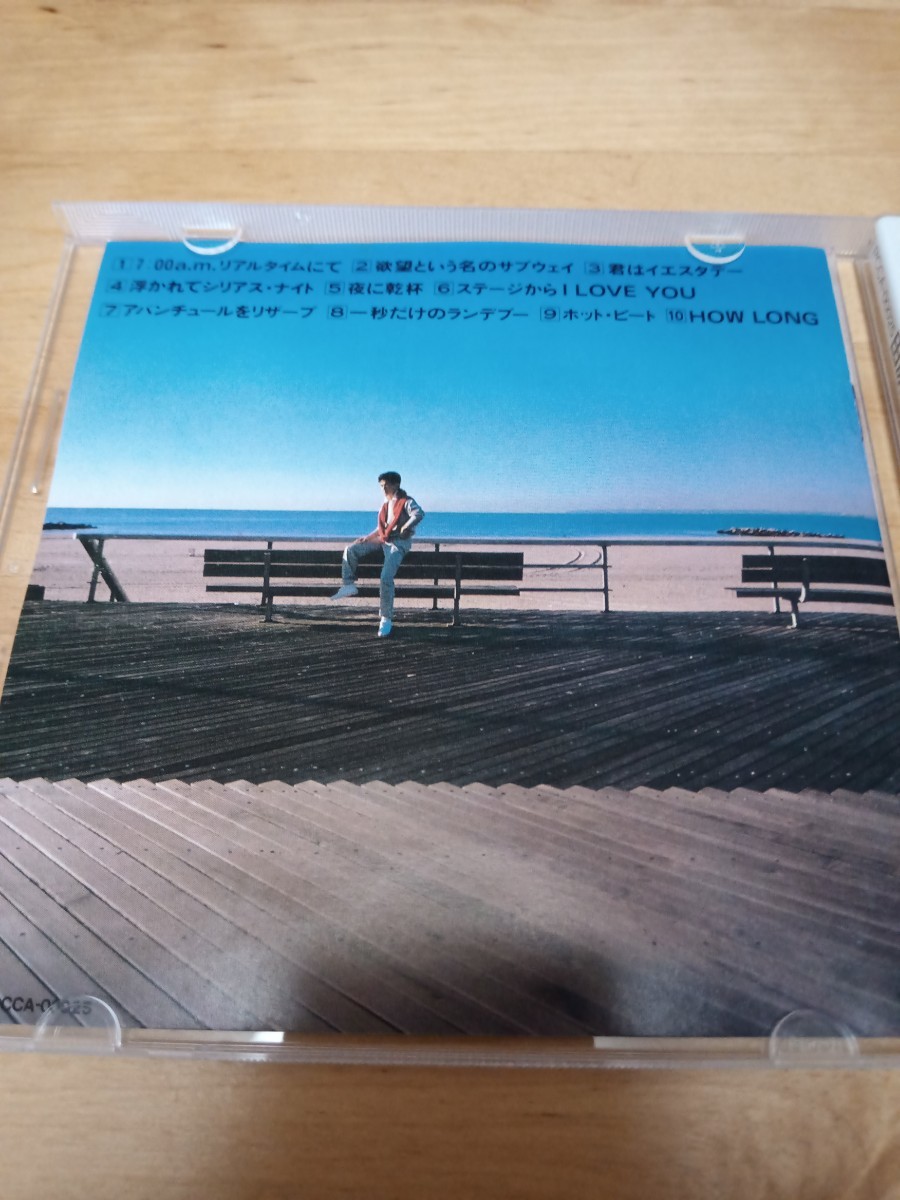 1 7:00a.m.リアルタイムにて 2 欲望という名のサブウェイ 3 君はイエスタデー
4 浮かれてシリアス・ナイト 5 夜に乾杯 6 ステージからI LOVE YOU
7 アバンチュールをリザーブ 8 一秒だけのランデブー 9 ホット・ビート 10 HOW LONG